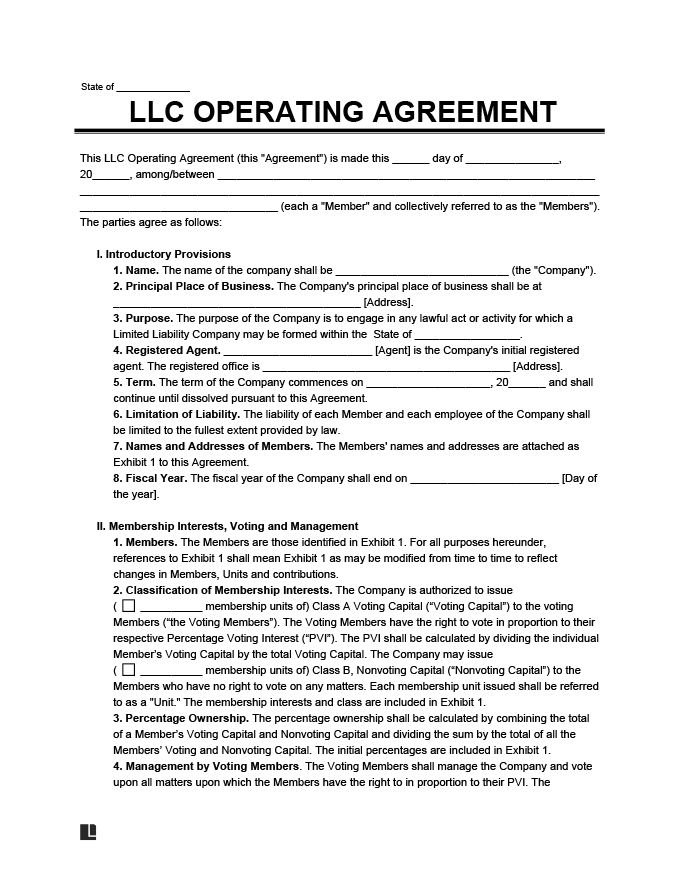 State of ______________
LLC OPERATING AGREEMENT
This LLC Operating Agreement (this "Agreement") is made this ______ day of _______________,
20______, among/between _____________________________________________________________
____________________________________________________________________________________
________________________________ (each a "Member" and collectively referred to as the "Members").
The parties agree as follows:
I. Introductory Provisions
1. Name. The name of the company shall be ____________________________ (the "Company").
2. Principal Place of Business. The Company's principal place of business shall be at
________________________________________ [Address].
3. Purpose. The purpose of the Company is to engage in any lawful act or activity for which a
Limited Liability Company may be formed within the State of _________________.
4. Registered Agent. ________________________ [Agent] is the Company's initial registered
agent. The registered office is ________________________________________ [Address].
5. Term. The term of the Company commences on ____________________, 20______ and shall
continue until dissolved pursuant to this Agreement.
6. Limitation of Liability. The liability of each Member and each employee of the Company shall
be limited to the fullest extent provided by law.
7. Names and Addresses of Members. The Members' names and addresses are attached as
Exhibit 1 to this Agreement.
8. Fiscal Year. The fiscal year of the Company shall end on ________________________ [Day of
the year].
II. Membership Interests, Voting and Management
1. Members. The Members are those identified in Exhibit 1. For all purposes hereunder,
references to Exhibit 1 shall mean Exhibit 1 as may be modified from time to time to reflect
changes in Members, Units and contributions.
2. Classification of Membership Interests. The Company is authorized to issue
( ☐ __________ membership units of) Class A Voting Capital (“Voting Capital”) to the voting
Members (“the Voting Members”). The Voting Members have the right to vote in proportion to their
respective Percentage Voting Interest (“PVI”). The PVI shall be calculated by dividing the individual
Member’s Voting Capital by the total Voting Capital. The Company may issue
( ☐ __________ membership units of) Class B, Nonvoting Capital (“Nonvoting Capital”) to the
Members who have no right to vote on any matters. Each membership unit issued shall be referred
to as a "Unit." The membership interests and class are included in Exhibit 1.
3. Percentage Ownership. The percentage ownership shall be calculated by combining the total
of a Member’s Voting Capital and Nonvoting Capital and dividing the sum by the total of all the
Members’ Voting and Nonvoting Capital. The initial percentages are included in Exhibit 1.
4. Management by Voting Members. The Voting Members shall manage the Company and vote
upon all matters upon which the Members have the right to in proportion to their PVI. The